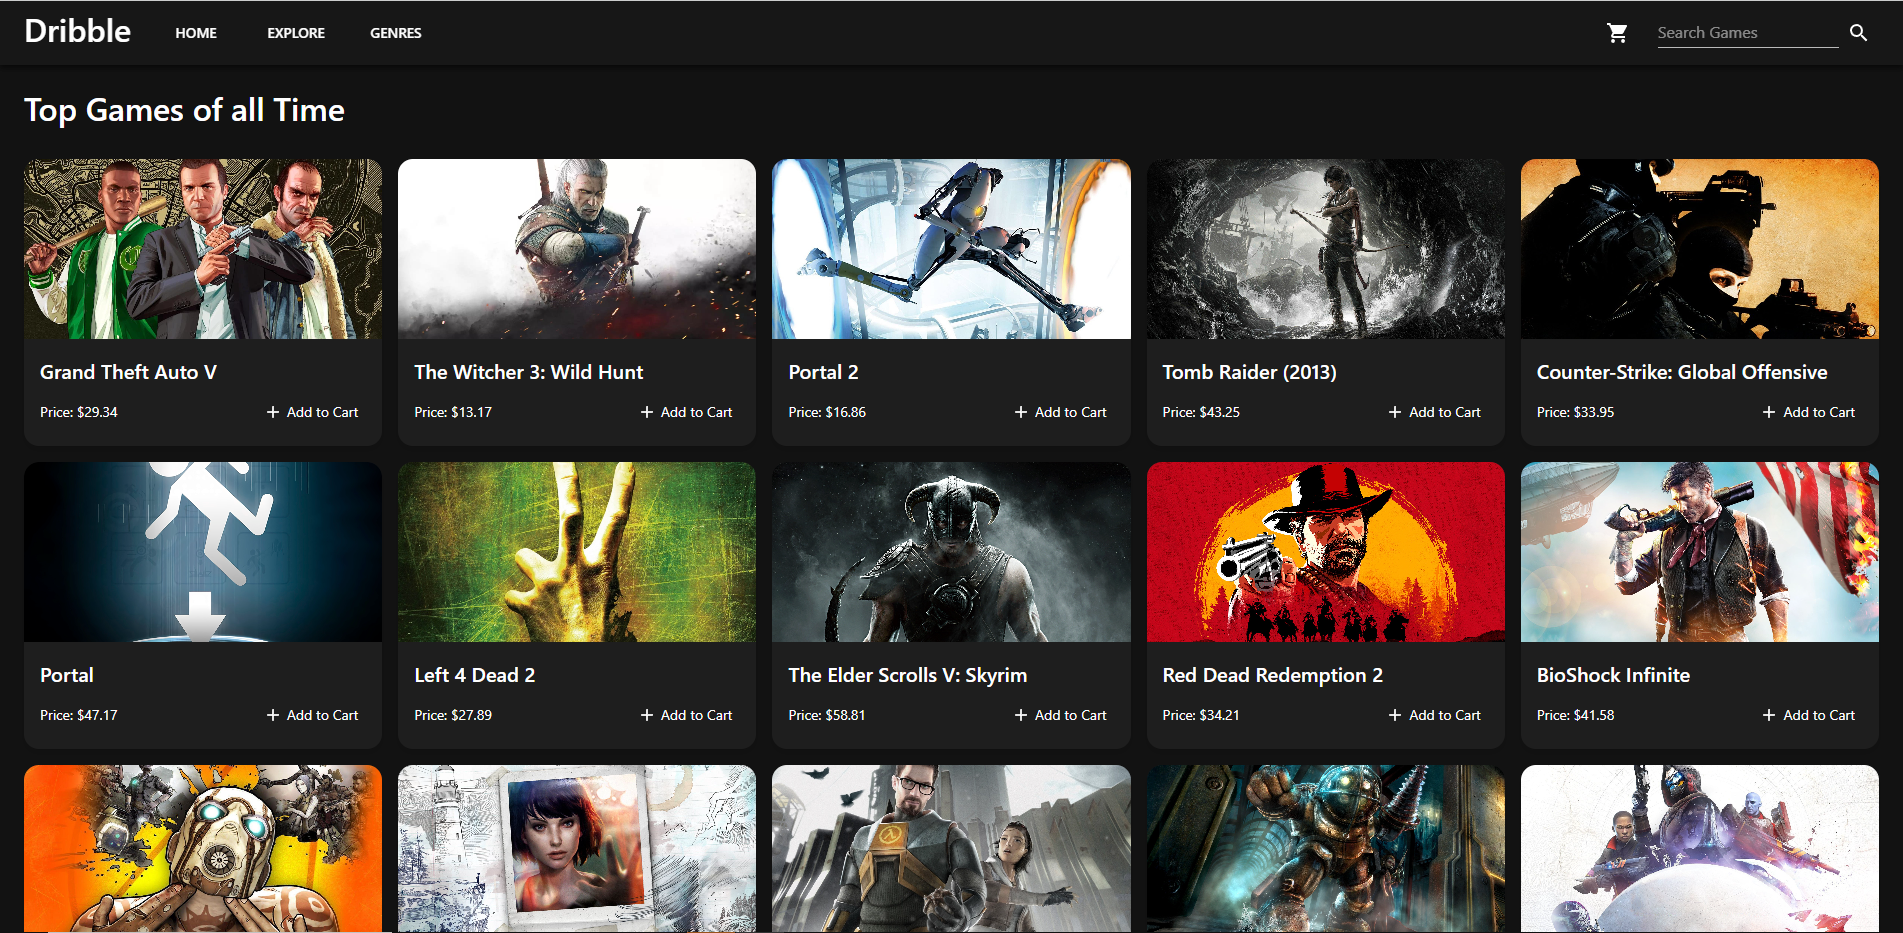 Dribble
HOME
EXPLORE
GENRES
Search Games
Top Games of all Time
Grand Theft Auto V
Price: $29.34
Add to Cart
The Witcher 3: Wild Hunt
Price: $13.17
Add to Cart
Portal 2
Price: $16.86
Add to Cart
Tomb Raider (2013)
Price: $43.25
Add to Cart
Counter-Strike: Global Offensive
Price: $33.95
Add to Cart
Portal
Price: $47.17
Add to Cart
Left 4 Dead 2
Price: $27.89
Add to Cart
The Elder Scrolls V: Skyrim
Price: $58.81
Add to Cart
Red Dead Redemption 2
Price: $34.21
Add to Cart
BioShock Infinite
Price: $41.58
Add to Cart